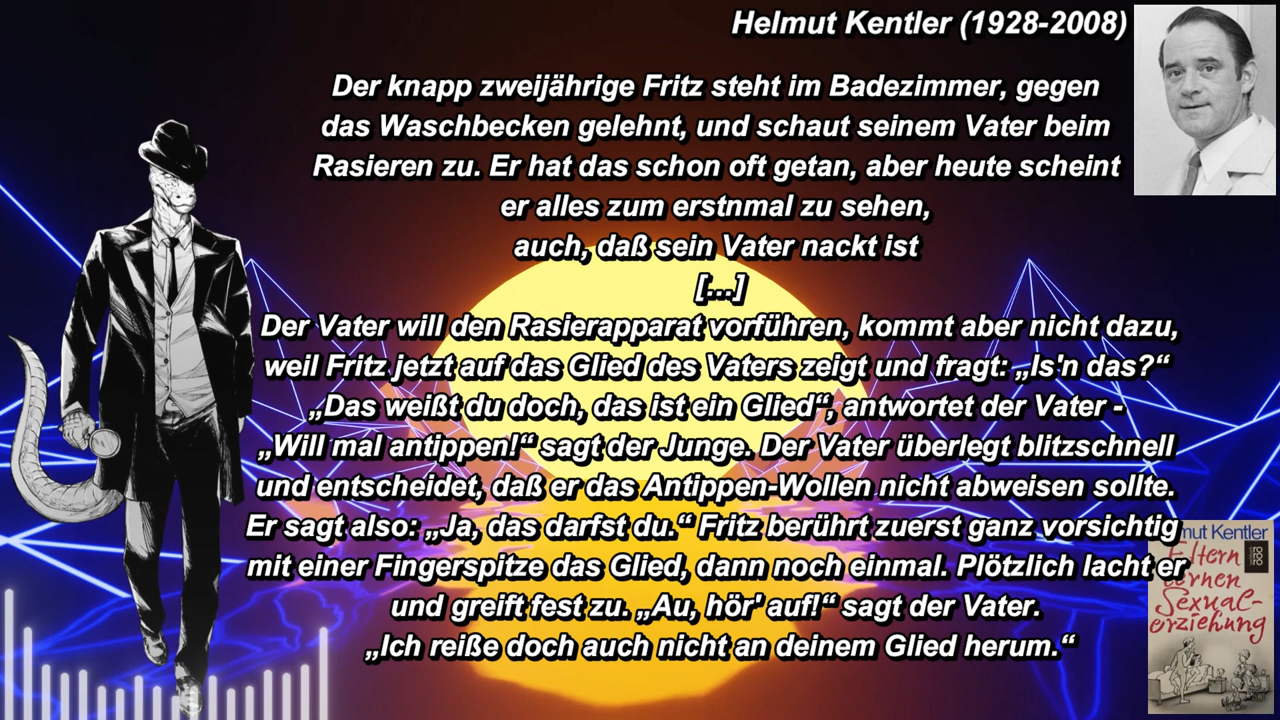 Helmut Kentler (1928-2008)
Der knapp zweijährige Fritz steht im Badezimmer, gegen
das Waschbecken gelehnt, und schaut seinem Vater beim
Rasieren zu. Er hat das schon oft getan, aber heute scheint
er alles zum erstnmal zu sehen,
auch, daß sein Vater nackt ist
[...]
Der Vater will den Rasierapparat vorführen, kommt aber nicht dazu,
weil Fritz jetzt auf das Glied des Vaters zeigt und fragt: „Is'n das?“
„Das weißt du doch, das ist ein Glied“, antwortet der Vater -
„Will mal antippen!“ sagt der Junge. Der Vater überlegt blitzschnell
und entscheidet, daß er das Antippen-Wollen nicht abweisen sollte.
Er sagt also: „Ja, das darfst du.“ Fritz berührt zuerst ganz vorsichtig
mit einer Fingerspitze das Glied, dann noch einmal. Plötzlich lacht er
und greift fest zu. „Au, hör' auf!“ sagt der Vater.
„Ich reiße doch auch nicht an deinem Glied herum.“
mut Kentler
Eltern
lernen
Sexual-
erziehung
ro
ro
ro